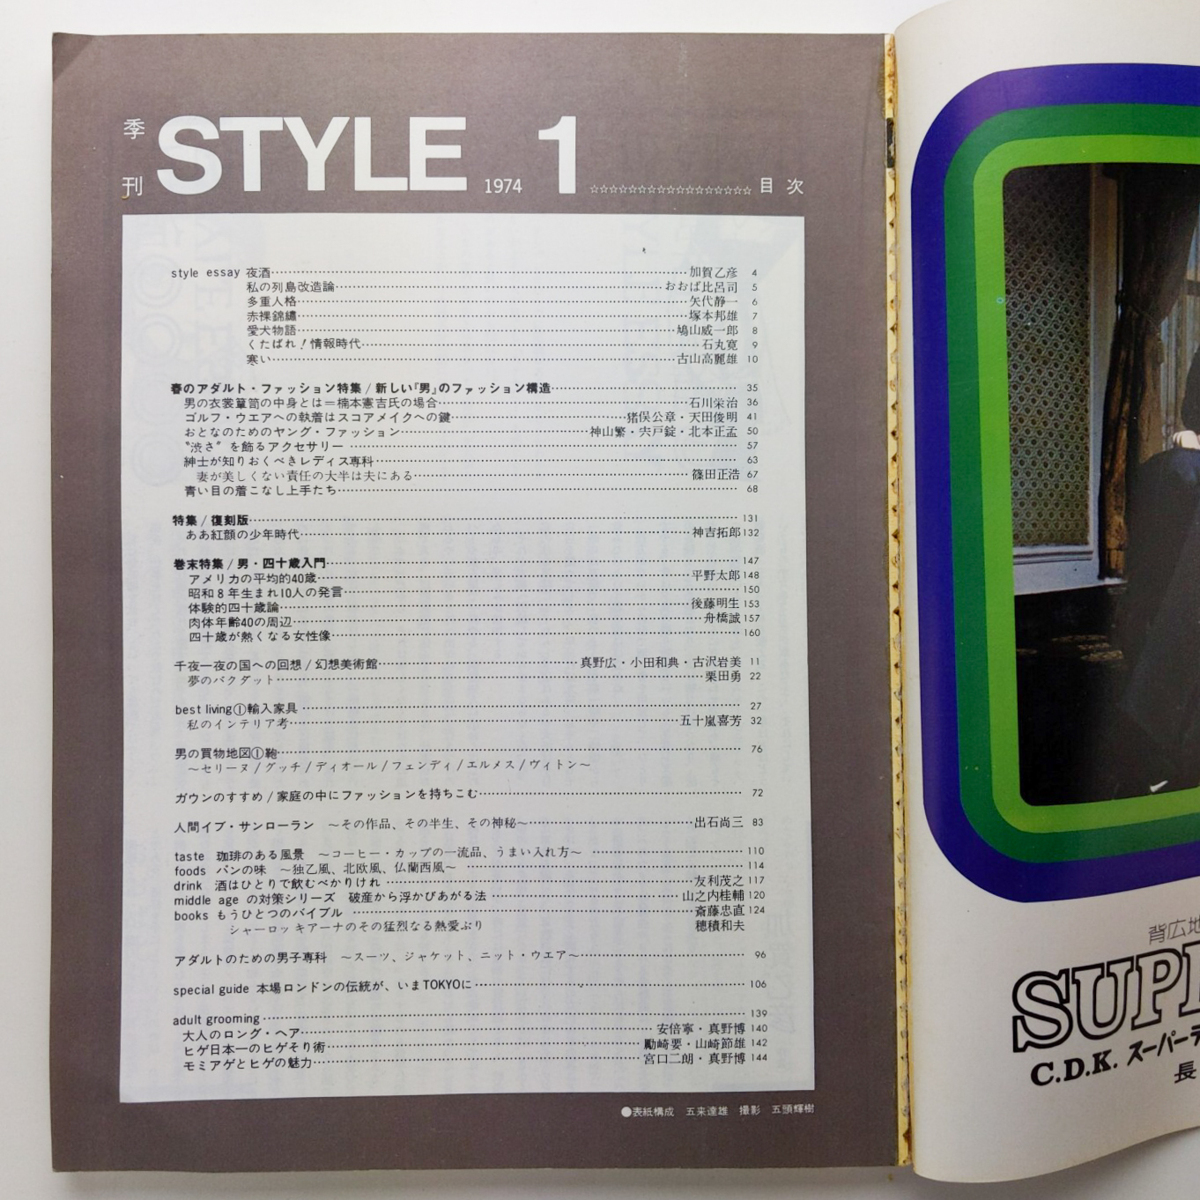 季刊 STYLE 1974 1 ☆☆☆☆☆☆☆☆☆☆☆☆☆☆☆☆☆ 目次
style essay 夜酒 加賀乙彦 4
私の列島改造論 おおば比呂司 5
多重人格 矢代静一 6
赤裸錦繍 塚本邦雄 7
愛犬物語 鳩山威一郎 8
くたばれ!情報時代 石丸寛 9
寒い 古山高麗雄 10
春のアダルト・ファッション特集/新しい『男』のファッション構造 35
男の衣裳簞笥の中身とは=楠本憲吉氏の場合 石川栄治 36
ゴルフ・ウエアへの執着はスコアメイクへの鍵 猪俣公章・天田俊明 41
おとなのためのヤング・ファッション 神山繁・宍戸錠・北本正孟 50
“渋さ”を飾るアクセサリー 57
紳士が知りおくべきレディス専科 63
妻が美しくない責任の大半は夫にある 篠田正浩 67
青い目の着こなし上手たち 68
特集/復刻版 131
ああ紅顔の少年時代 神吉拓郎 132
巻末特集/男・四十歳入門 147
アメリカの平均的40歳 平野太郎 148
昭和8年生まれ10人の発言 150
体験的四十歳論 後藤明生 153
肉体年齢40の周辺 舟橋誠 157
四十歳が熱くなる女性像 160
千夜一夜の国への回想/幻想美術館 真野広・小田和典・古沢岩美 11
夢のバクダット 栗田勇 22
best living①輸入家具 27
私のインテリア考 五十嵐喜芳 32
男の買物地図①鞄 76
〜セリーヌ/グッチ/ディオール/フェンディ/エルメス/ヴィトン〜
ガウンのすすめ/家庭の中にファッションを持ちこむ 72
人間イブ・サンローラン 〜その作品、その半生、その神秘〜 出石尚三 83
taste 珈琲のある風景 〜コーヒー・カップの一流品、うまい入れ方〜 110
foods パンの味 〜独乙風、北欧風、仏蘭西風〜 114
drink 酒はひとりで飲むべかりけれ 友利茂之 117
middle age の対策シリーズ 破産から浮かびあがる法 山之内桂輔 120
books もうひとつのバイブル 斎藤忠直 124
シャーロッキアーナのその猛烈なる熱愛ぶり 穂積和夫
アダルトのための男子専科 〜スーツ、ジャケット、ニット・ウエア〜 96
special guide 本場ロンドンの伝統が、いまTOKYOに 106
adult grooming 139
大人のロング・ヘア 安倍寧・真野博 140
ヒゲ日本一のヒゲそり術 勵崎要・山崎節雄 142
モミアゲとヒゲの魅力 宮口二朗・真野博 144
●表紙構成 五来達雄 撮影 五頭輝樹
背広地
SUP
C.D.K. スーパー
長